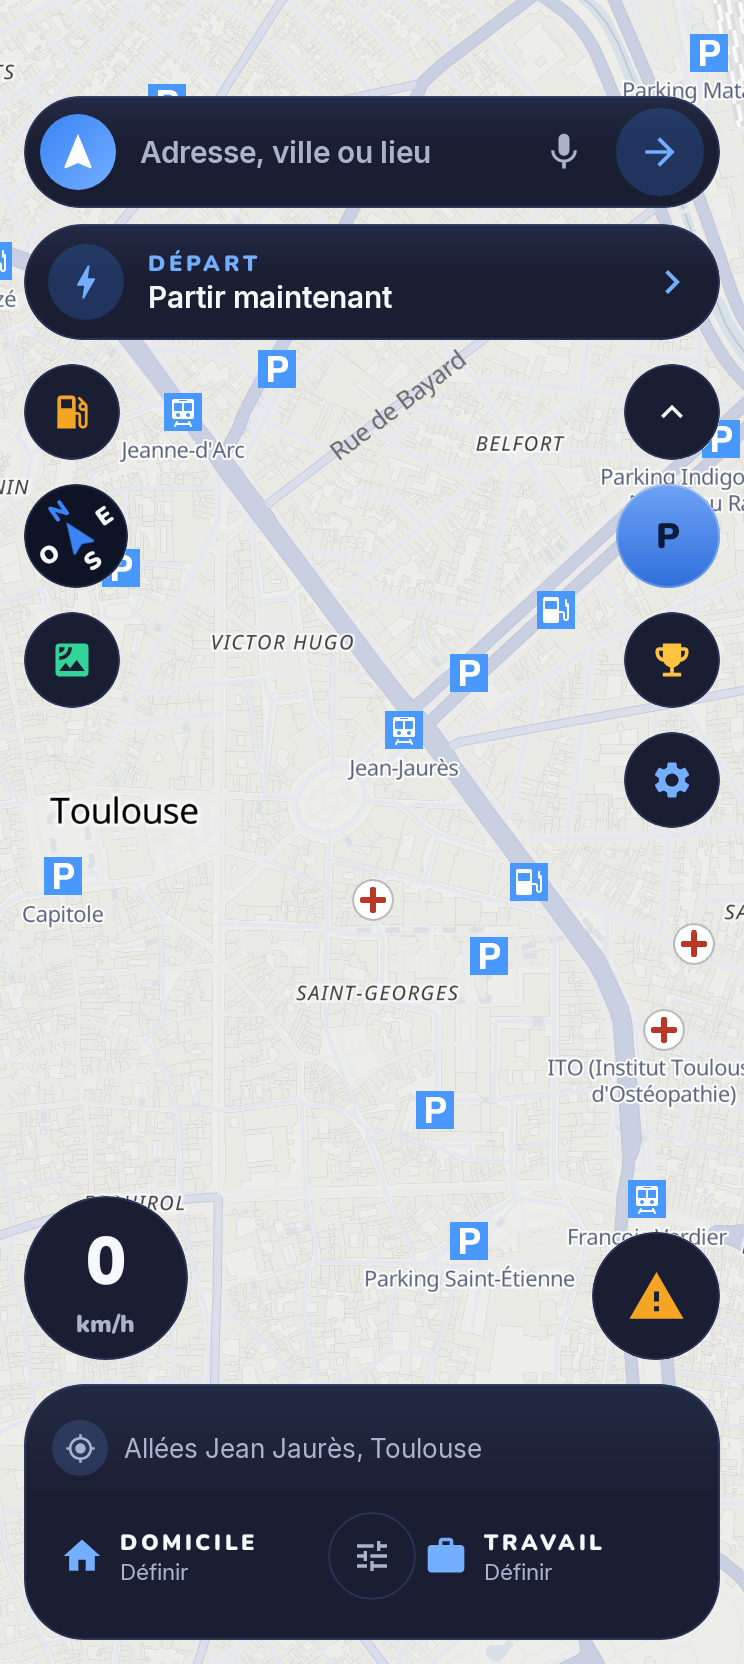 P
Parking Mata
Adresse, ville ou lieu
DÉPART
Partir maintenant
P
Rue de Bayard
Jeanne-d'Arc
BELFORT
P
Parking Indigo
N
E
O
S
P
P
VICTOR HUGO
P
Jean-Jaurès
Toulouse
P
Capitole
P
SAINT-GEORGES
ITO (Institut Toulous
d'Ostéopathie)
P
P
Parking Saint-Étienne
0
km/h
Allées Jean Jaurès, Toulouse
DOMICILE
Définir
TRAVAIL
Définir